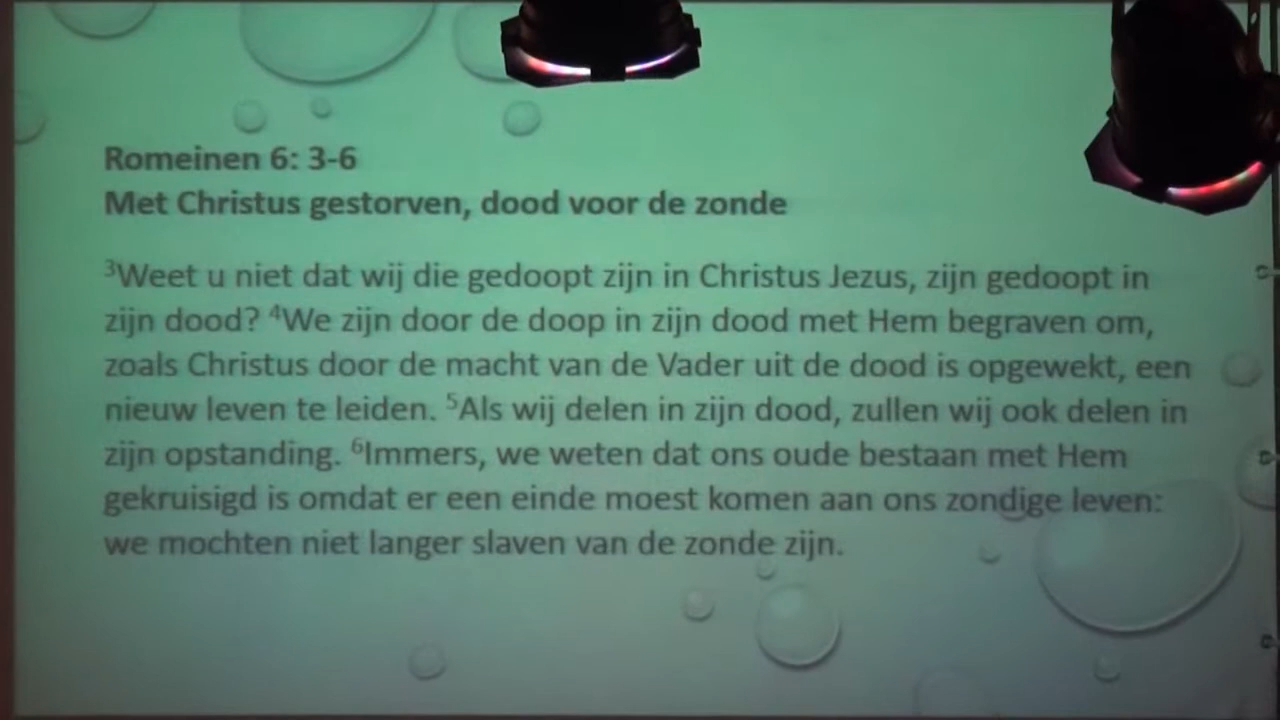 Romeinen 6: 3-6
Met Christus gestorven, dood voor de zonde
³Weet u niet dat wij die gedoopt zijn in Christus Jezus, zijn gedoopt in
zijn dood? ⁴We zijn door de doop in zijn dood met Hem begraven om,
zoals Christus door de macht van de Vader uit de dood is opgewekt, een
nieuw leven te leiden. ⁵Als wij delen in zijn dood, zullen wij ook delen in
zijn opstanding. ⁶Immers, we weten dat ons oude bestaan met Hem
gekruisigd is omdat er een einde moest komen aan ons zondige leven:
we mochten niet langer slaven van de zonde zijn.